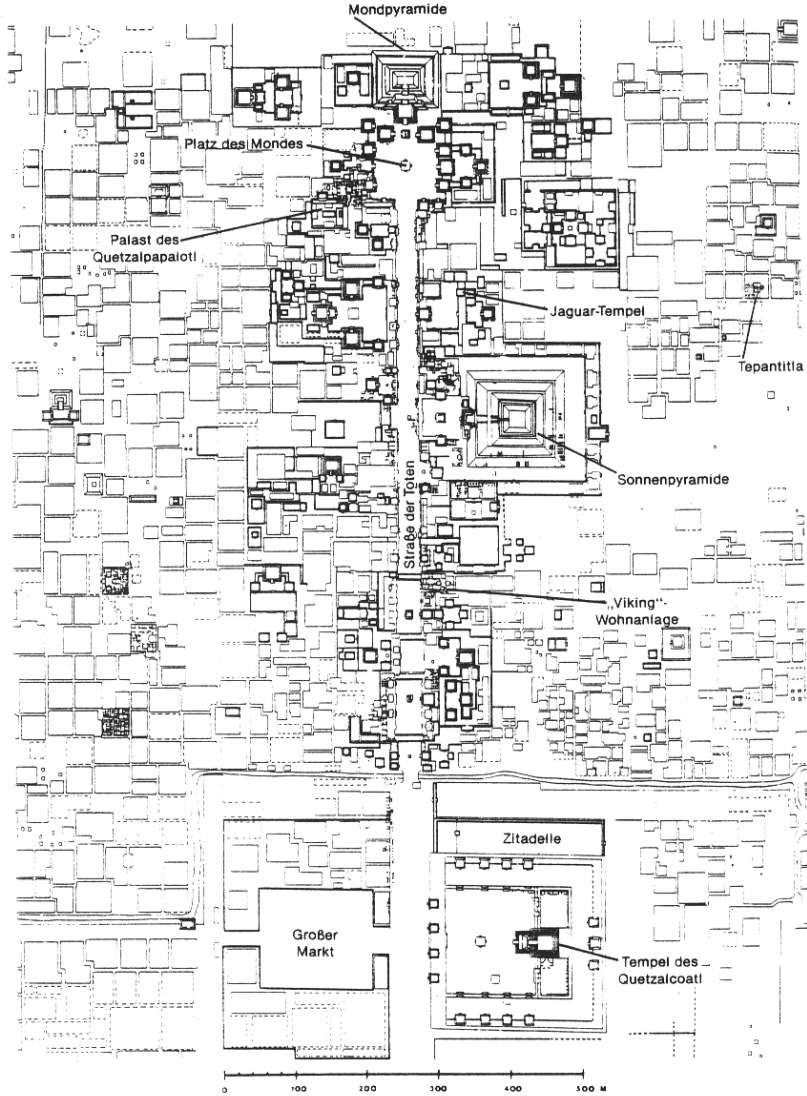 Mondpyramide
Platz des Mondes
Palast des
Quetzalpapalotl
Jaguar-Tempel
Tepantitla
Sonnenpyramide
Straße der Toten
„Viking“-
Wohnanlage
Zitadelle
Großer
Markt
Tempel des
Quetzalcoatl
0 100 200 300 400 500 M